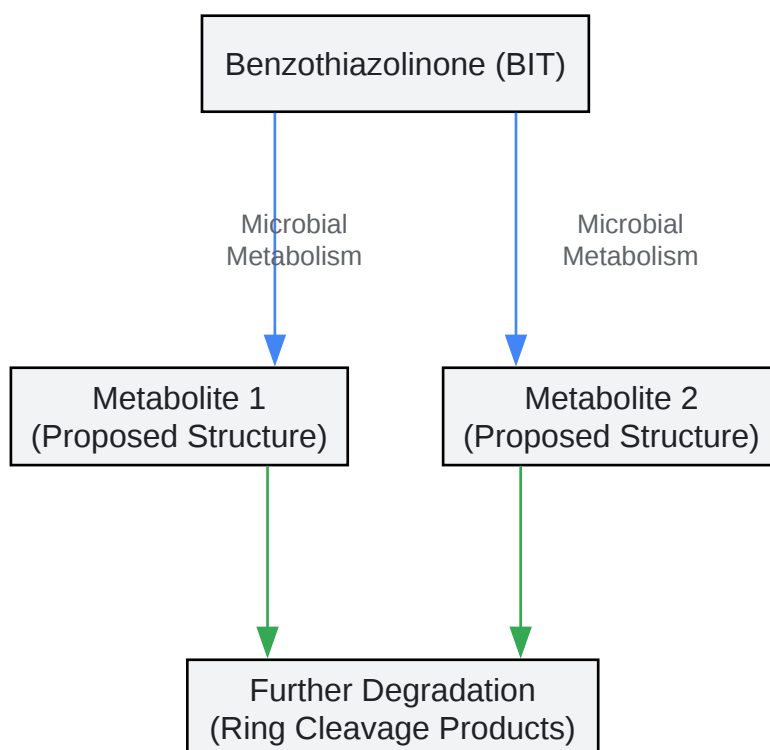 Benzothiazolinone (BIT)
Microbial
Metabolism
Microbial
Metabolism
Metabolite 1
(Proposed Structure)
Metabolite 2
(Proposed Structure)
Further Degradation
(Ring Cleavage Products)